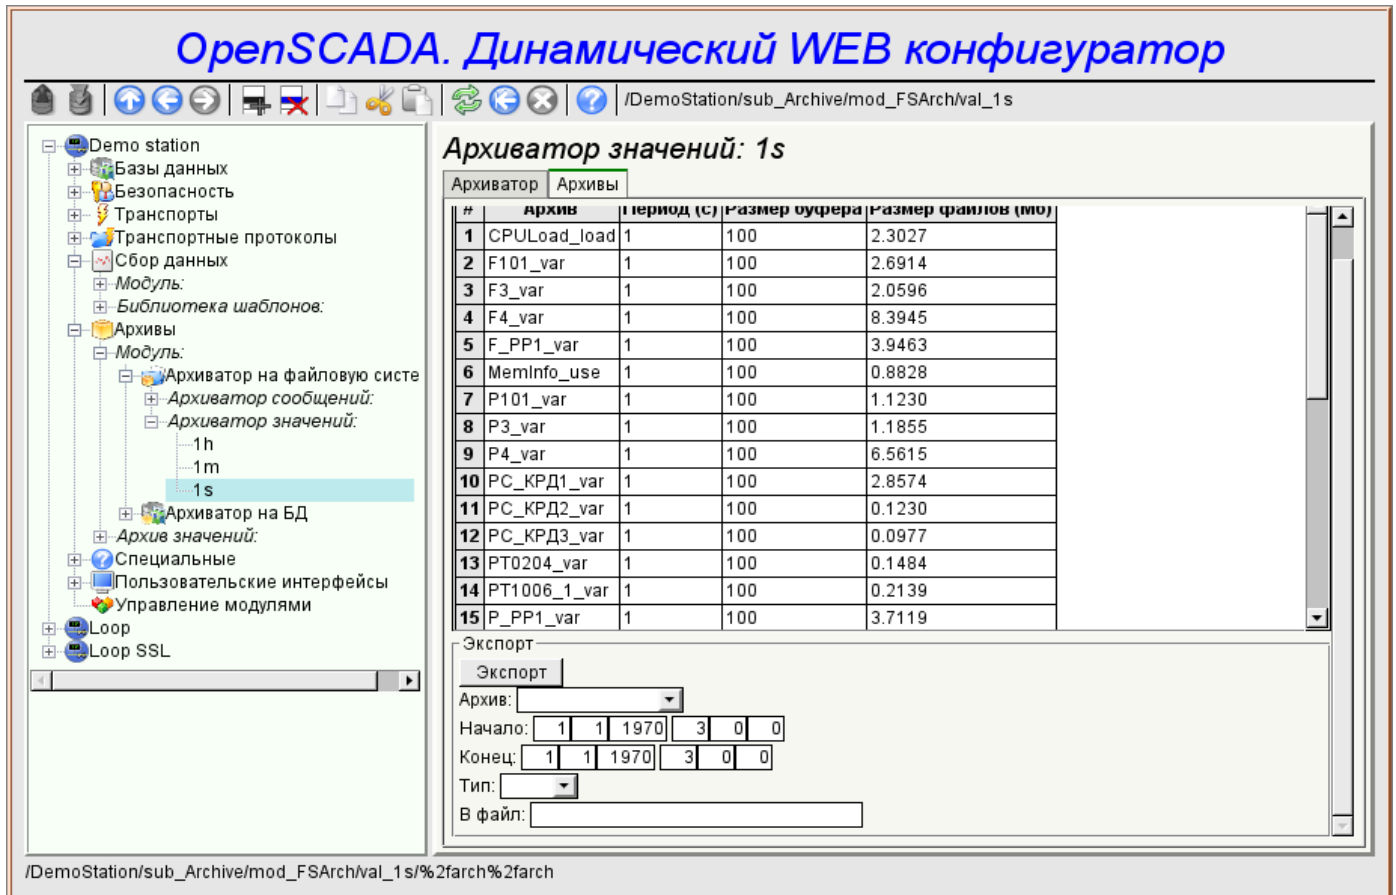 OpenSCADA. Динамический WEB конфигуратор
/DemoStation/sub_Archive/mod_FSArch/val_1s
Demo station
Базы данных
Безопасность
Транспорты
Транспортные протоколы
Сбор данных
Модуль:
Библиотека шаблонов:
Архивы
Модуль:
Архиватор на файловую систе
Архиватор сообщений:
Архиватор значений:
1h
1m
1s
Архиватор на БД
Архив значений:
Специальные
Пользовательские интерфейсы
Управление модулями
Loop
Loop SSL
Архиватор значений: 1s
Архиватор Архивы
# Архив Период (с) Размер буфера Размер файлов (Мб)
1 CPULoad_load 1 100 2.3027
2 F101_var 1 100 2.6914
3 F3_var 1 100 2.0596
4 F4_var 1 100 8.3945
5 F_PP1_var 1 100 3.9463
6 MemInfo_use 1 100 0.8828
7 P101_var 1 100 1.1230
8 P3_var 1 100 1.1855
9 P4_var 1 100 6.5615
10 PC_КРД1_var 1 100 2.8574
11 PC_КРД2_var 1 100 0.1230
12 PC_КРД3_var 1 100 0.0977
13 PT0204_var 1 100 0.1484
14 PT1006_1_var 1 100 0.2139
15 P_PP1_var 1 100 3.7119
Экспорт
Экспорт
Архив:
Начало: 1 1 1970 3 0 0
Конец: 1 1 1970 3 0 0
Тип:
В файл:
/DemoStation/sub_Archive/mod_FSArch/val_1s/%2farch%2farch